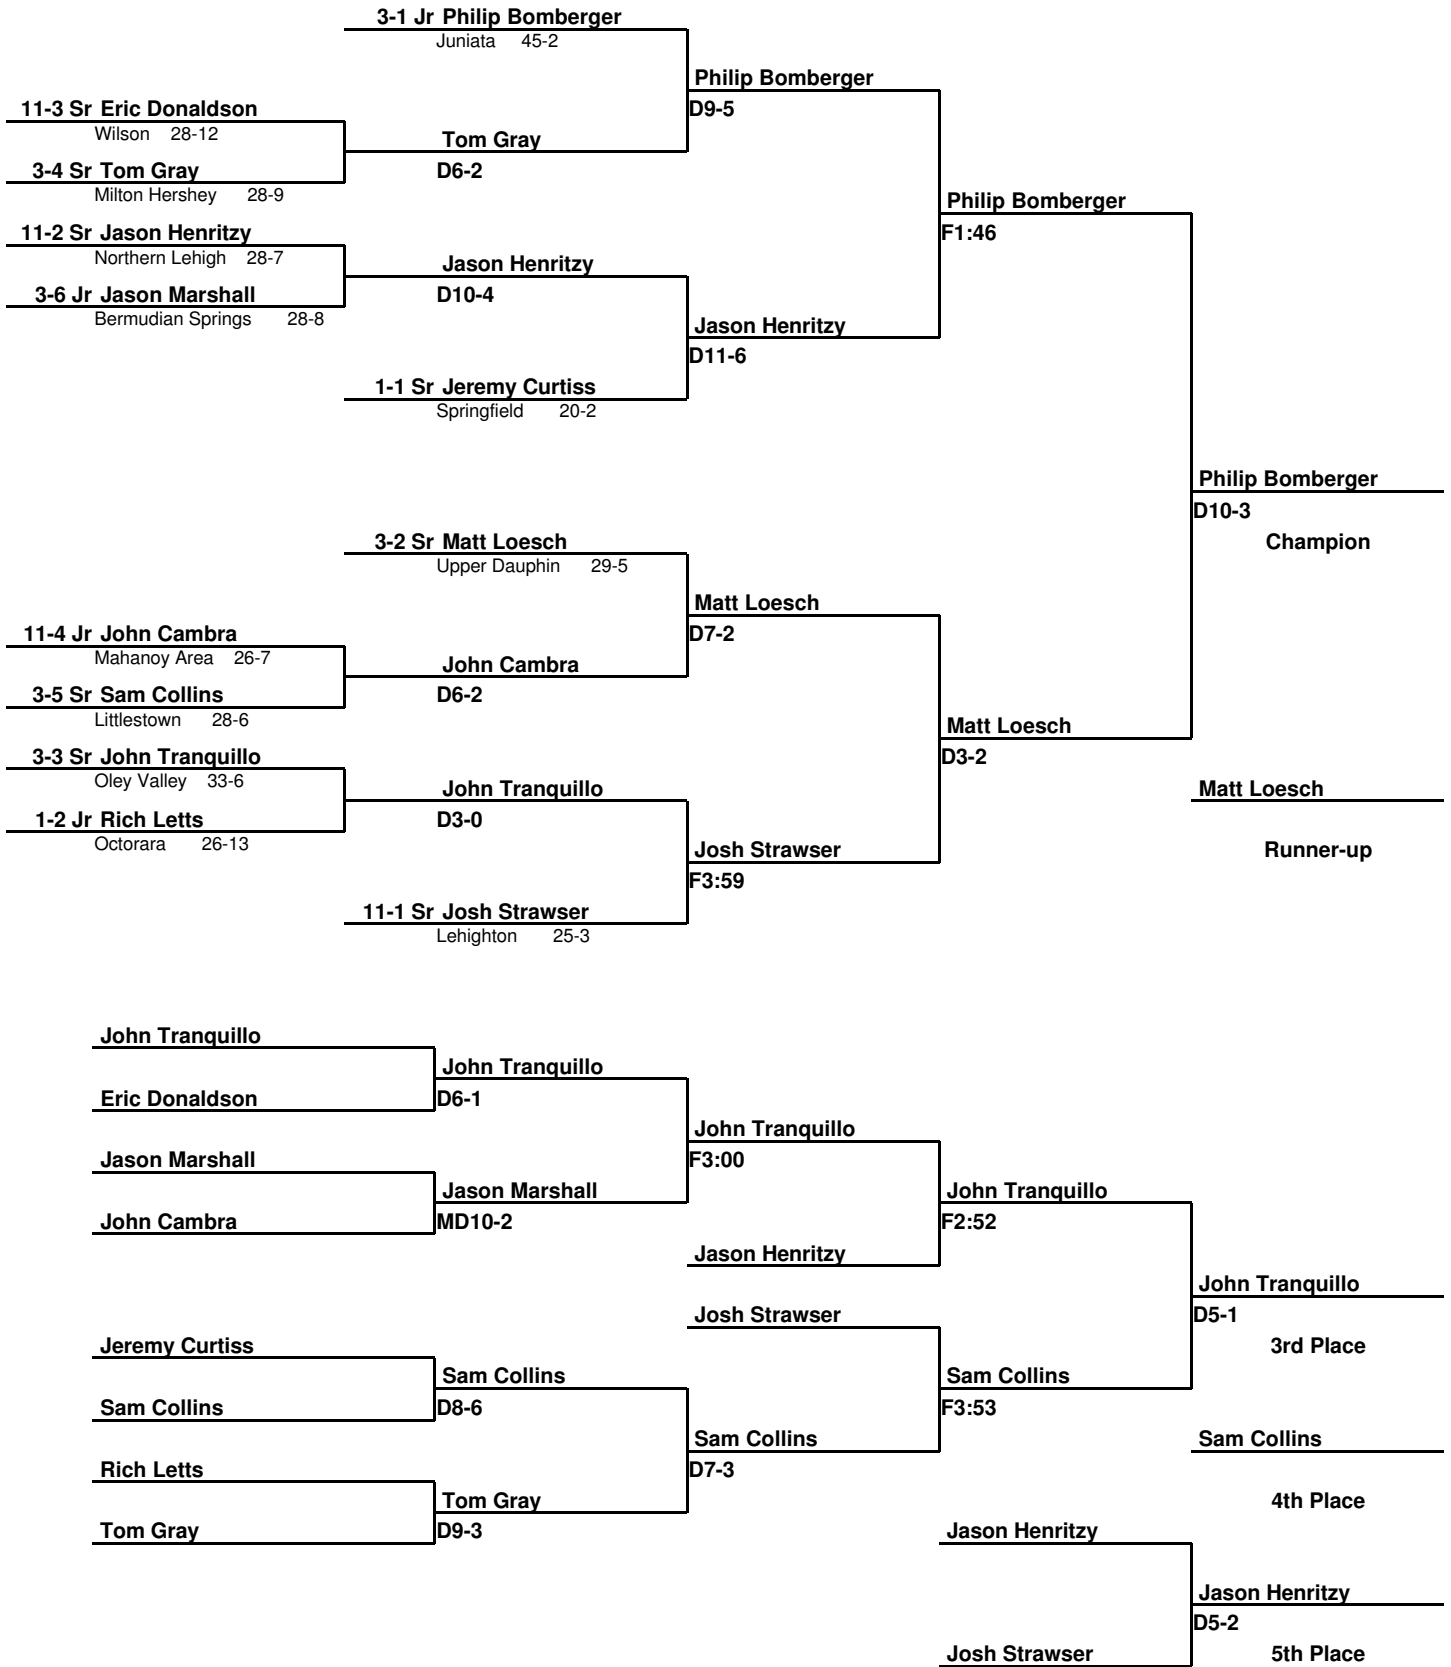 3-1 Jr Philip Bomberger
Juniata 45-2
Philip Bomberger
11-3 Sr Eric Donaldson
D9-5
Wilson 28-12
Tom Gray
3-4 Sr Tom Gray
D6-2
Milton Hershey 28-9
Philip Bomberger
11-2 Sr Jason Henritzy
F1:46
Northern Lehigh 28-7
Jason Henritzy
3-6 Jr Jason Marshall
D10-4
Bermudian Springs 28-8
Jason Henritzy
D11-6
1-1 Sr Jeremy Curtiss
Springfield 20-2
Philip Bomberger
D10-3
3-2 Sr Matt Loesch
Champion
Upper Dauphin 29-5
Matt Loesch
11-4 Jr John Cambra
D7-2
Mahanoy Area 26-7
John Cambra
3-5 Sr Sam Collins
D6-2
Littlestown 28-6
Matt Loesch
3-3 Sr John Tranquillo
D3-2
Oley Valley 33-6
John Tranquillo
Matt Loesch
1-2 Jr Rich Letts
D3-0
Octorara 26-13
Josh Strawser
Runner-up
F3:59
11-1 Sr Josh Strawser
Lehighton 25-3
John Tranquillo
John Tranquillo
Eric Donaldson
D6-1
John Tranquillo
Jason Marshall
F3:00
Jason Marshall
John Tranquillo
John Cambra
MD10-2
F2:52
Jason Henritzy
John Tranquillo
Josh Strawser
D5-1
Jeremy Curtiss
3rd Place
Sam Collins
Sam Collins
Sam Collins
D8-6
F3:53
Sam Collins
Sam Collins
Rich Letts
D7-3
Tom Gray
4th Place
Tom Gray
D9-3
Jason Henritzy
Jason Henritzy
D5-2
Josh Strawser
5th Place